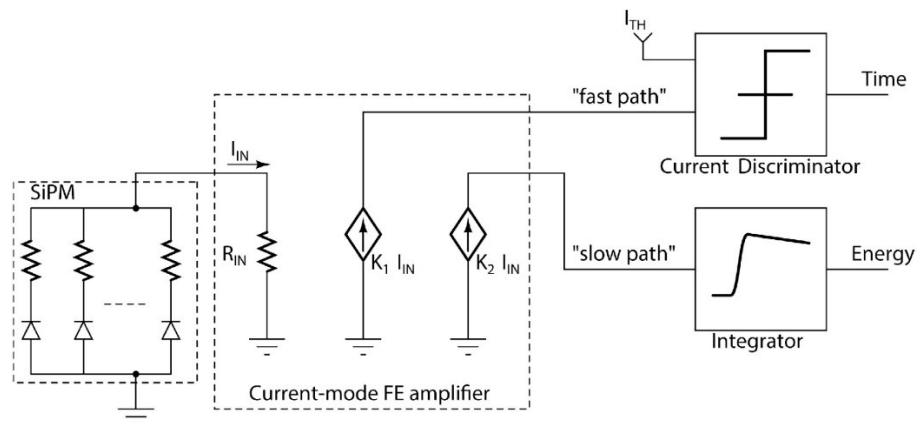 I_TH
"fast path"
Time
Current Discriminator
I_IN
SiPM
R_IN
K_1 I_IN
K_2 I_IN
"slow path"
Energy
Integrator
Current-mode FE amplifier